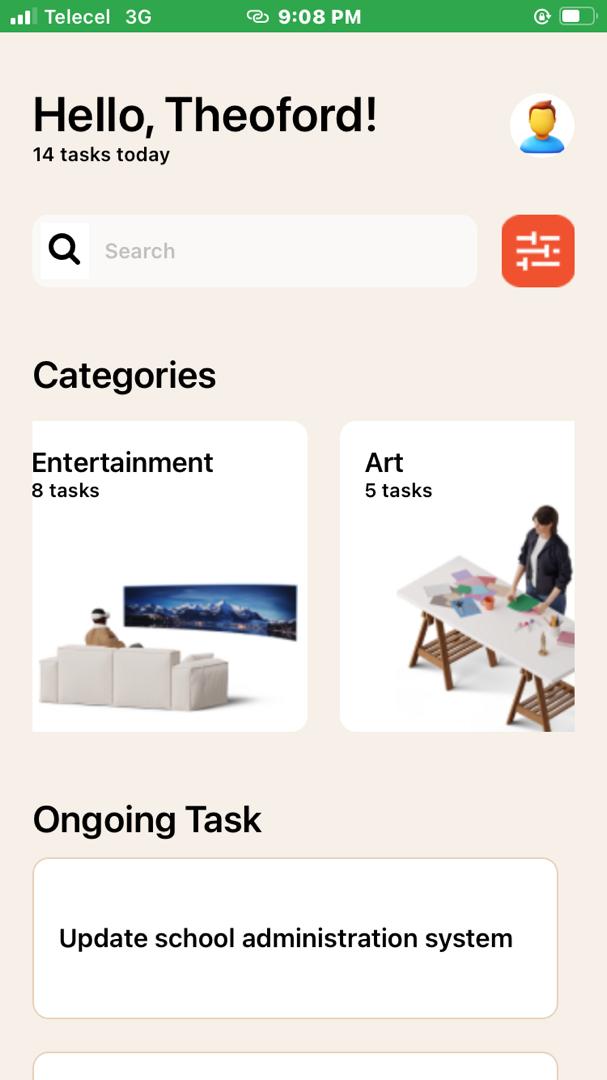 Telecel 3G 9:08 PM
Hello, Theoford!
14 tasks today
Search
Categories
Entertainment
8 tasks
Art
5 tasks
Ongoing Task
Update school administration system